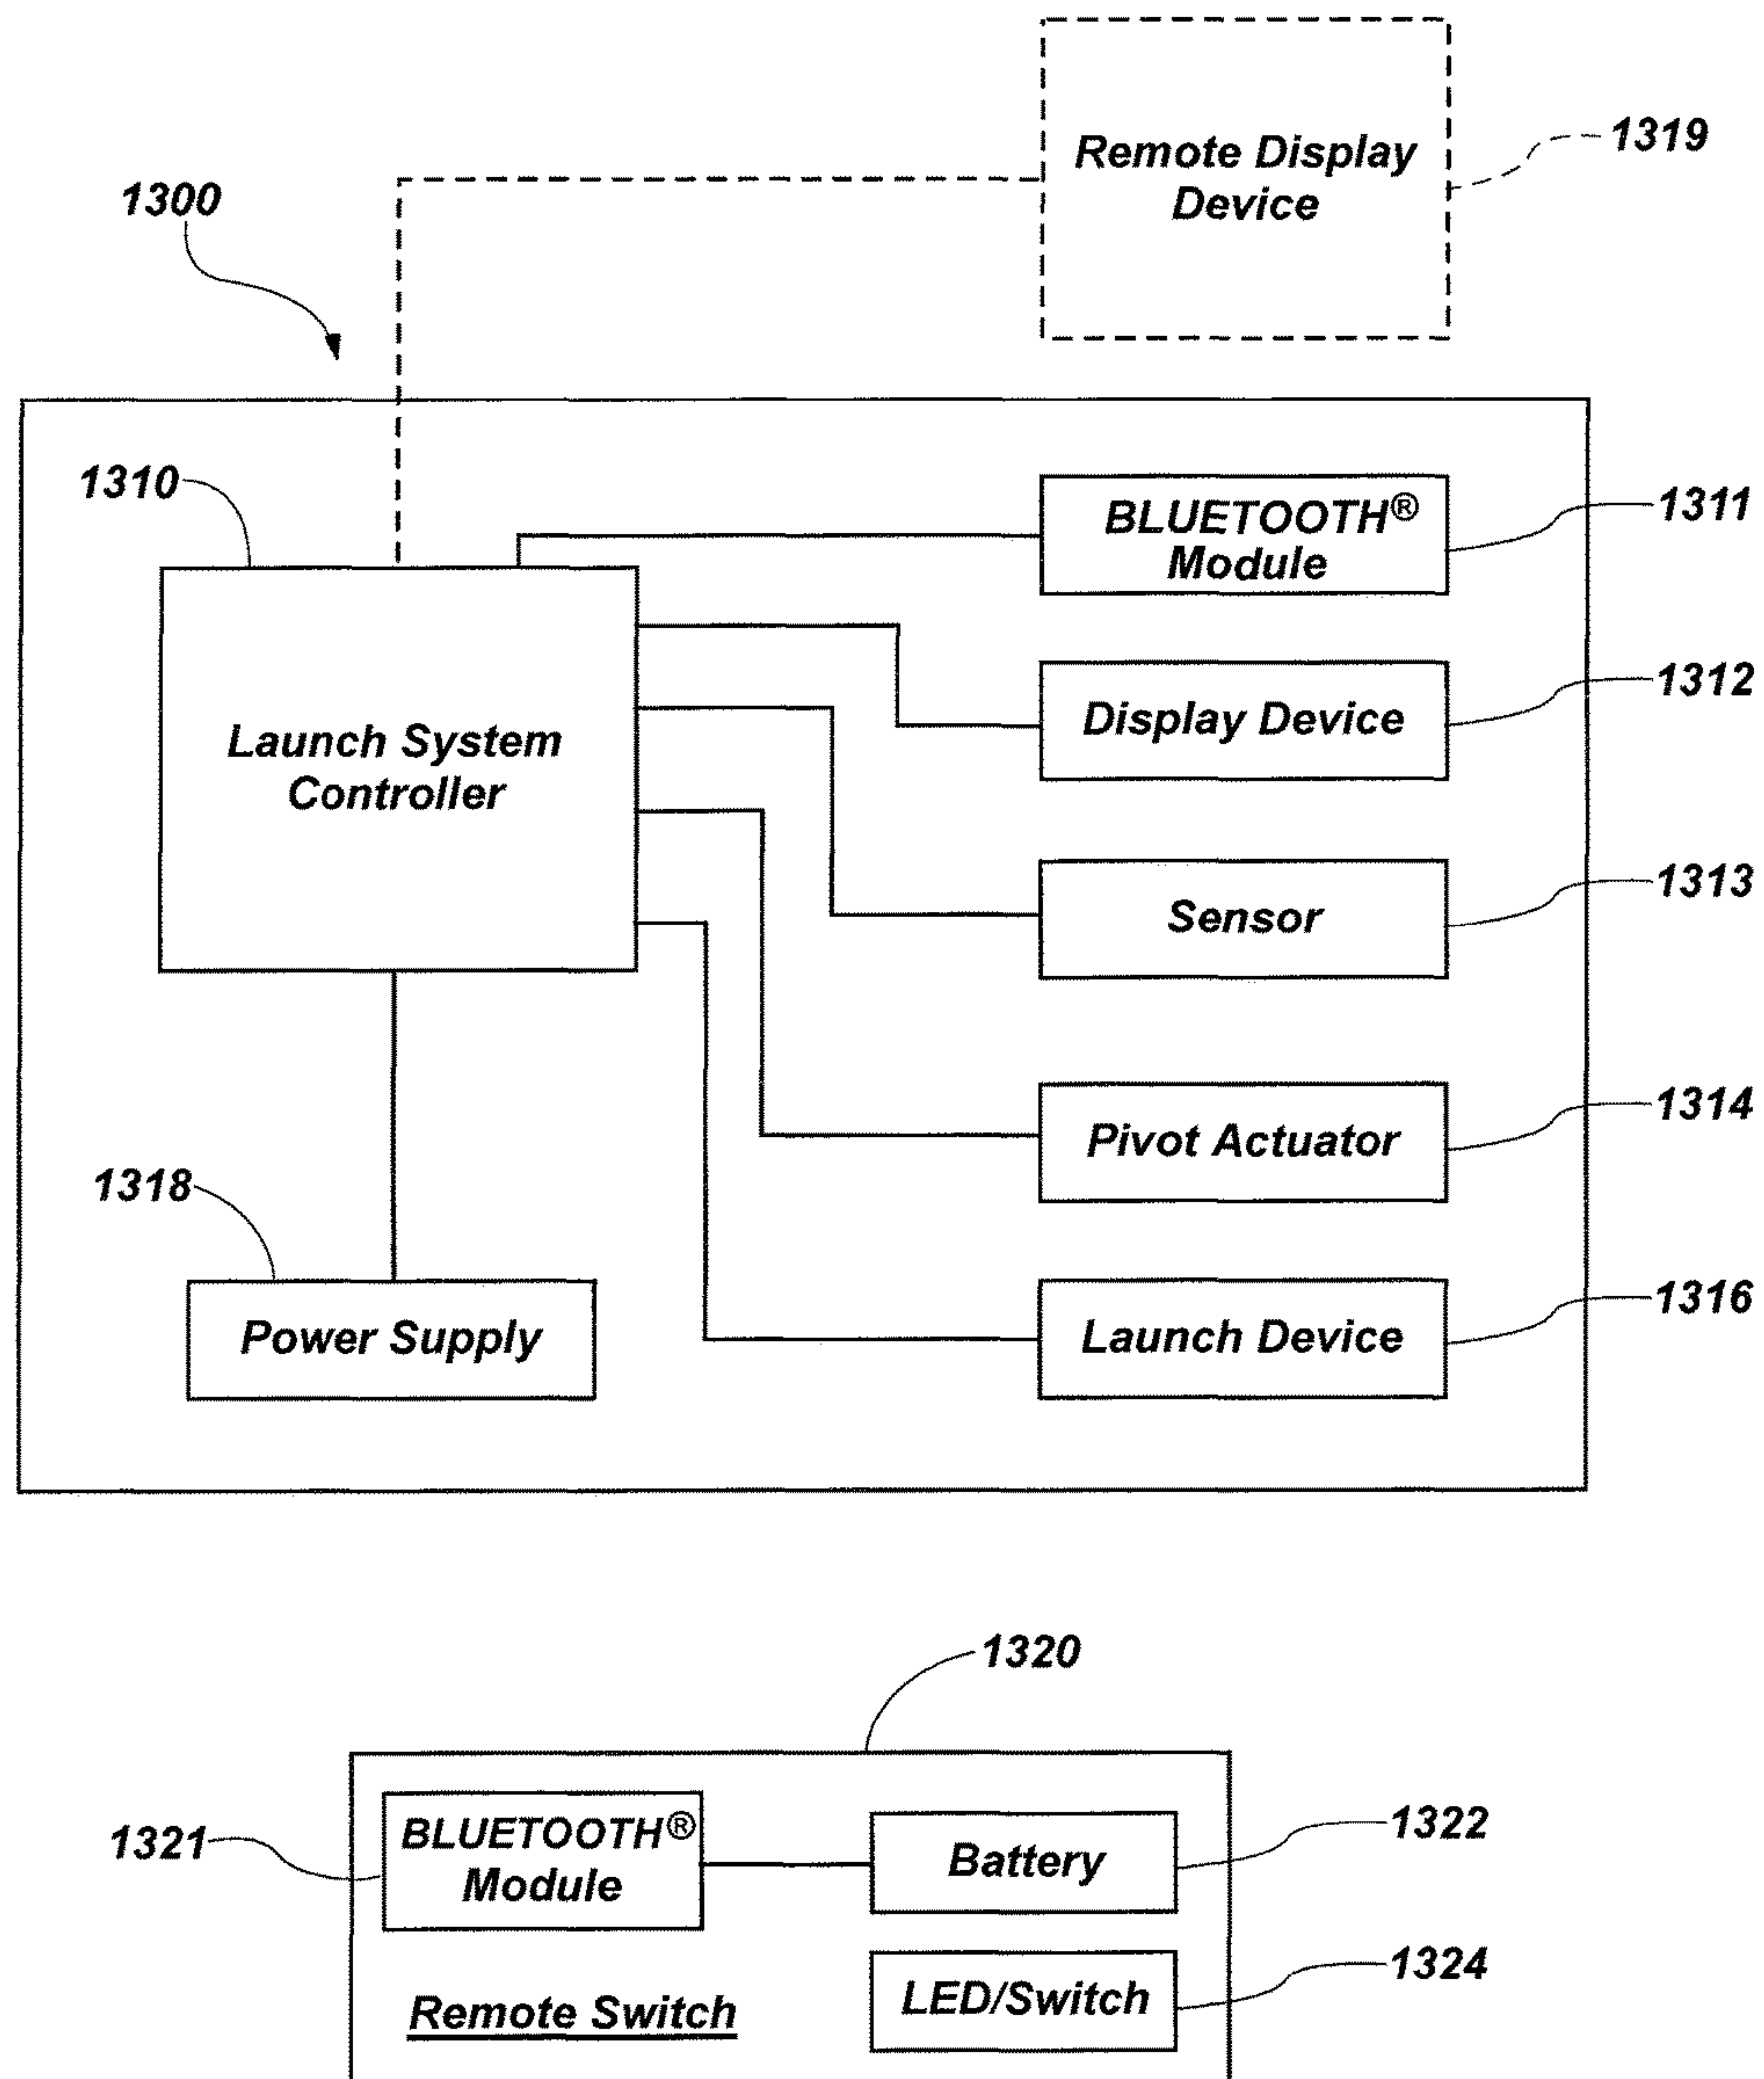 Remote Display
Device
1319
1300
1310
BLUETOOTH®
Module
1311
Launch System
Controller
Display Device
1312
Sensor
1313
Pivot Actuator
1314
1318
Power Supply
Launch Device
1316
1320
1321
BLUETOOTH®
Module
Battery
1322
LED/Switch
1324
Remote Switch